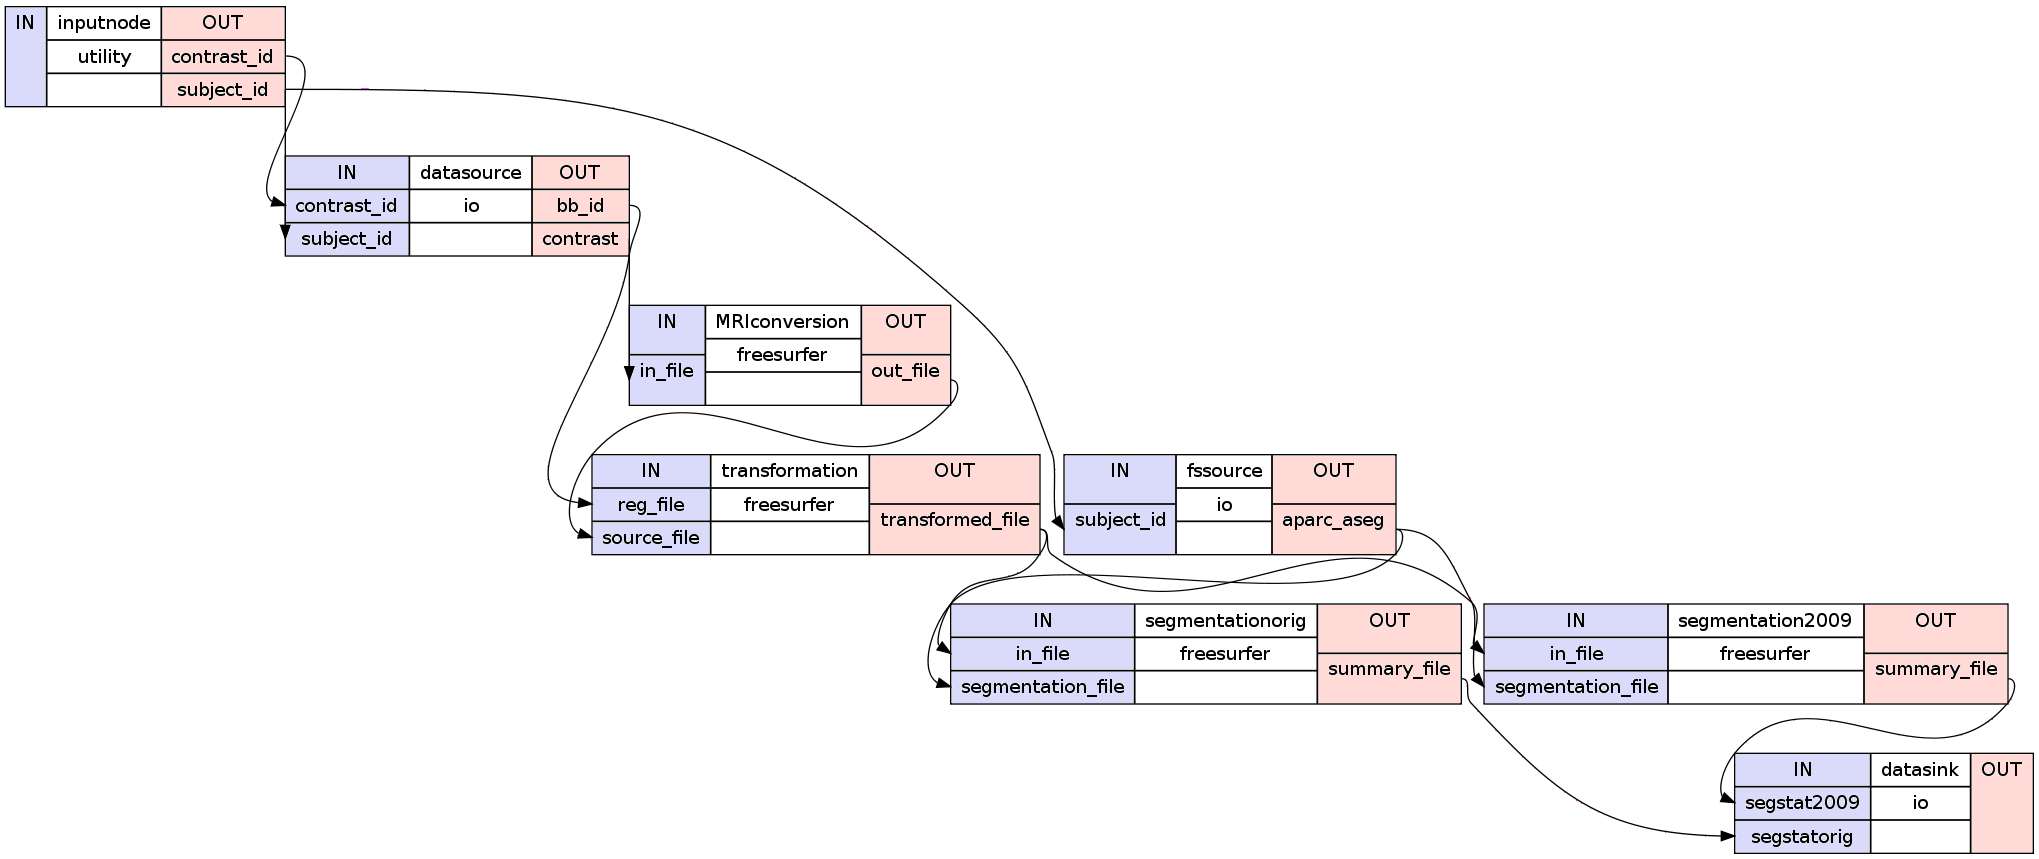 IN inputnode OUT
utility contrast_id
subject_id
IN datasource OUT
contrast_id io bb_id
subject_id contrast
IN MRIconversion OUT
freesurfer
in_file out_file
IN transformation OUT
reg_file freesurfer transformed_file
source_file
IN fssource OUT
io
subject_id aparc_aseg
IN segmentationorig OUT
in_file freesurfer summary_file
segmentation_file
IN segmentation2009 OUT
in_file freesurfer summary_file
segmentation_file
IN datasink OUT
segstat2009 io
segstatorig